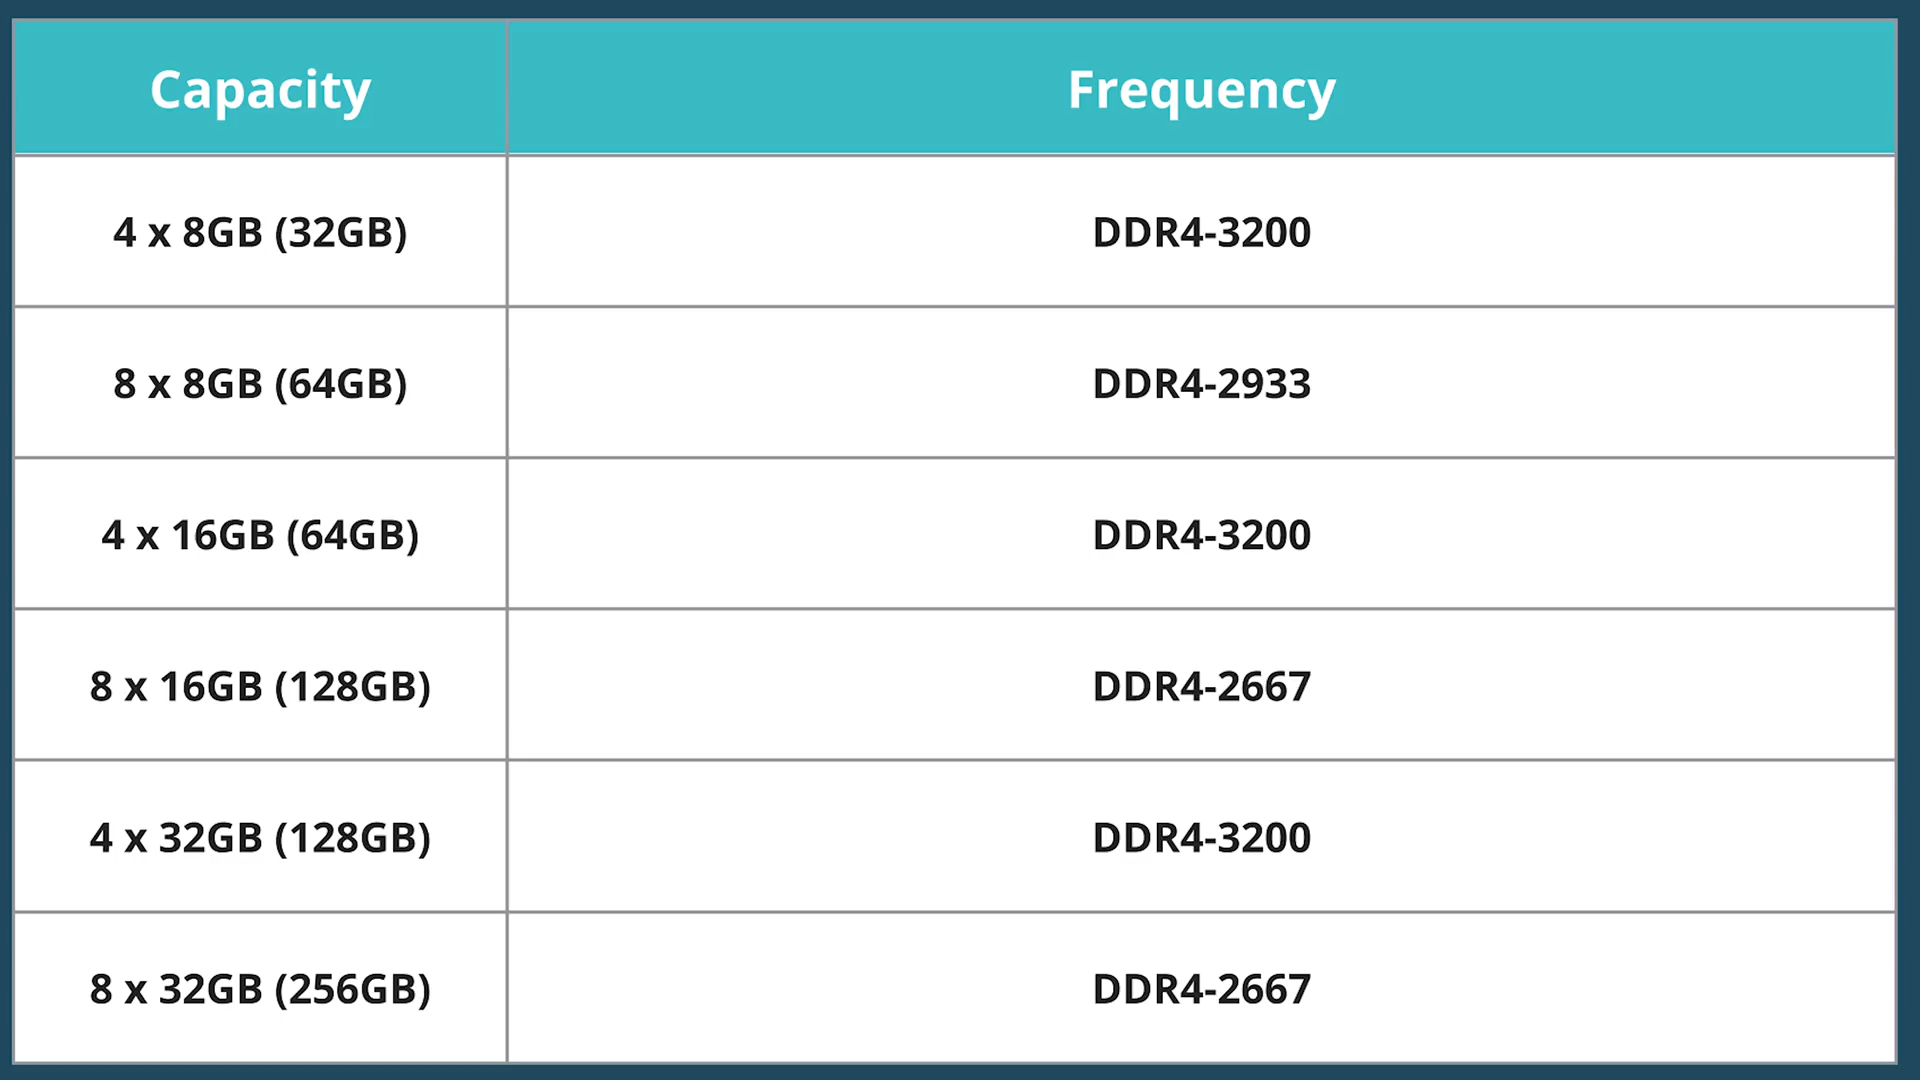 Capacity Frequency
4 x 8GB (32GB) DDR4-3200
8 x 8GB (64GB) DDR4-2933
4 x 16GB (64GB) DDR4-3200
8 x 16GB (128GB) DDR4-2667
4 x 32GB (128GB) DDR4-3200
8 x 32GB (256GB) DDR4-2667